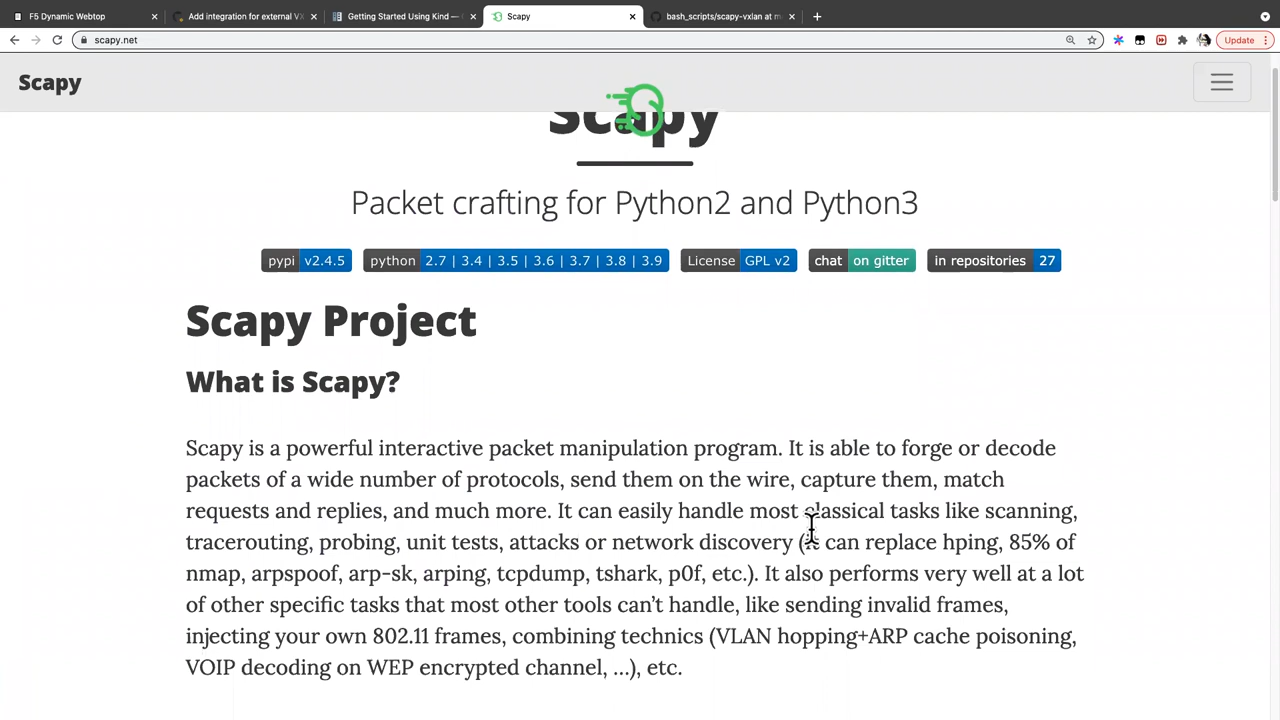 F5 Dynamic Webtop
Add integration for external VX
Getting Started Using Kind — C
Scapy
bash_scripts/scapy-vxlan at m
scapy.net
Update
Scapy
Scapy
Packet crafting for Python2 and Python3
pypi v2.4.5
python 2.7 | 3.4 | 3.5 | 3.6 | 3.7 | 3.8 | 3.9
License GPL v2
chat on gitter
in repositories 27
Scapy Project
What is Scapy?
Scapy is a powerful interactive packet manipulation program. It is able to forge or decode
packets of a wide number of protocols, send them on the wire, capture them, match
requests and replies, and much more. It can easily handle most classical tasks like scanning,
tracerouting, probing, unit tests, attacks or network discovery (it can replace hping, 85% of
nmap, arpspoof, arp-sk, arping, tcpdump, tshark, p0f, etc.). It also performs very well at a lot
of other specific tasks that most other tools can’t handle, like sending invalid frames,
injecting your own 802.11 frames, combining technics (VLAN hopping+ARP cache poisoning,
VOIP decoding on WEP encrypted channel, …), etc.